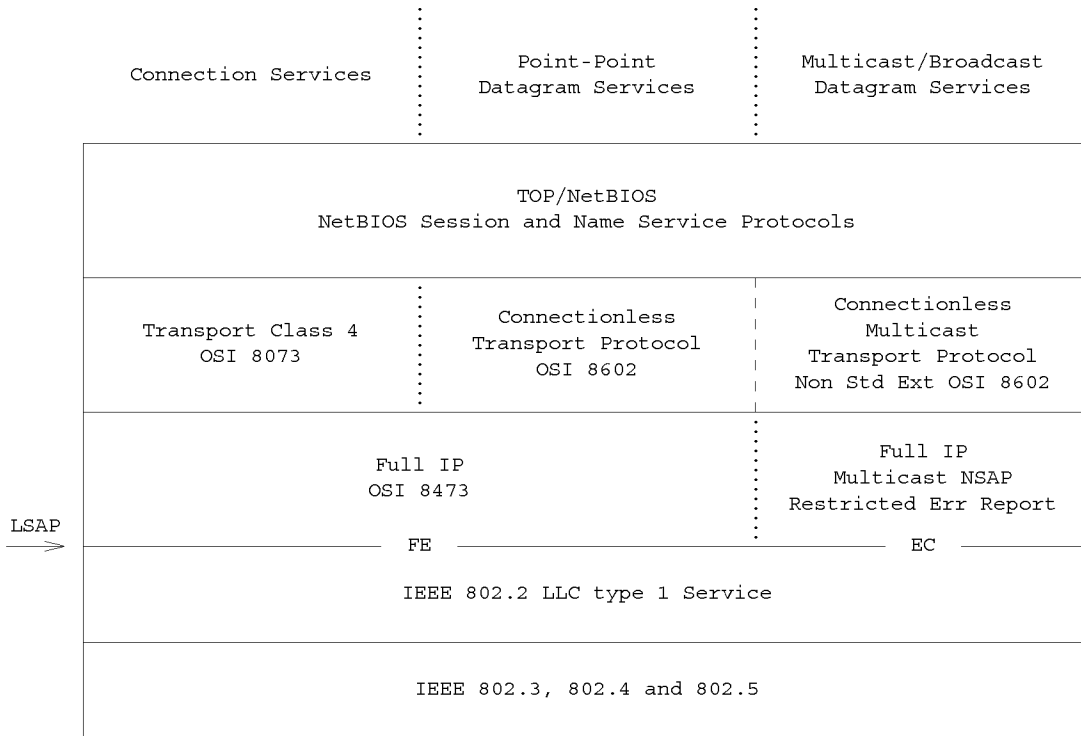 Connection Services
Point-Point
Datagram Services
Multicast/Broadcast
Datagram Services
TOP/NetBIOS
NetBIOS Session and Name Service Protocols
Transport Class 4
OSI 8073
Connectionless
Transport Protocol
OSI 8602
Connectionless
Multicast
Transport Protocol
Non Std Ext OSI 8602
Full IP
OSI 8473
Full IP
Multicast NSAP
Restricted Err Report
LSAP
FE
EC
IEEE 802.2 LLC type 1 Service
IEEE 802.3, 802.4 and 802.5